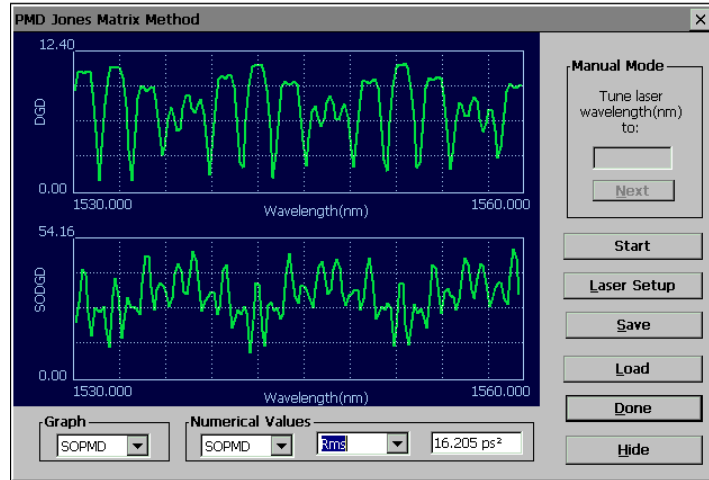 PMD Jones Matrix Method
12.40
DGD
0.00
1530.000
Wavelength(nm)
1560.000
54.16
SODGD
0.00
1530.000
Wavelength(nm)
1560.000
Graph
SOPMD
Numerical Values
SOPMD
Rms
16.205 ps²
Manual Mode
Tune laser
wavelength(nm)
to:
Next
Start
Laser Setup
Save
Load
Done
Hide